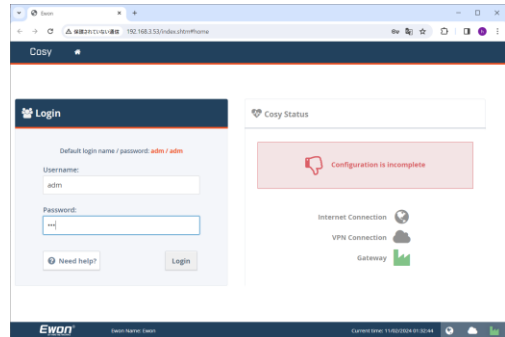 Ewon
保護されていない通信 192.168.3.53/index.shtm#home
Cosy
Login
Default login name / password: adm / adm
Username:
adm
Password:
Need help?
Login
Cosy Status
Configuration is incomplete
Internet Connection
VPN Connection
Gateway
Ewon
Ewon Name: Ewon
Current time: 11/02/2024 01:32:44